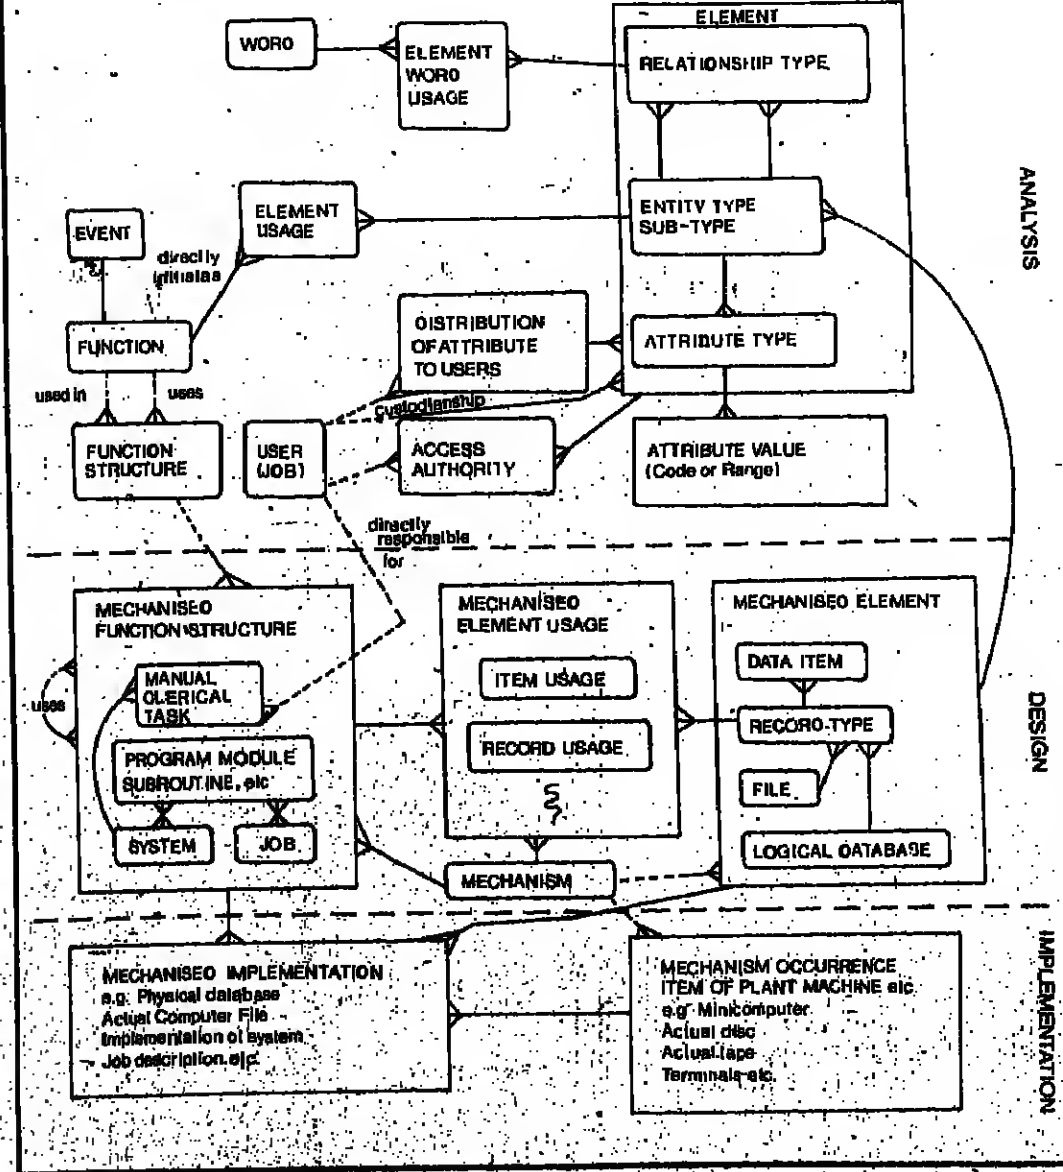 ELEMENT
WORD
ELEMENT
WORD
USAGE
RELATIONSHIP TYPE
ANALYSIS
ENTITY TYPE
SUB-TYPE
ELEMENT
USAGE
EVENT
directly
initiates
FUNCTION
DISTRIBUTION
OF ATTRIBUTE
TO USERS
ATTRIBUTE TYPE
used in
uses
custodianship
FUNCTION
STRUCTURE
USER
(JOB)
ACCESS
AUTHORITY
ATTRIBUTE VALUE
(Code or Range)
directly
responsible
for
MECHANISED
FUNCTION STRUCTURE
MECHANISED
ELEMENT USAGE
MECHANISED ELEMENT
DESIGN
MANUAL
CLERICAL
TASK
uses
ITEM USAGE
DATA ITEM
RECORD TYPE
PROGRAM MODULE
SUBROUTINE, etc
RECORD USAGE
FILE
SYSTEM
JOB
LOGICAL DATABASE
MECHANISM
IMPLEMENTATION
MECHANISED IMPLEMENTATION
e.g. Physical database
Actual Computer File
Implementation of system
Job description etc.
MECHANISM OCCURRENCE
ITEM OF PLANT MACHINE etc.
e.g. Minicomputer
Actual disc
Actual tape
Terminals etc.